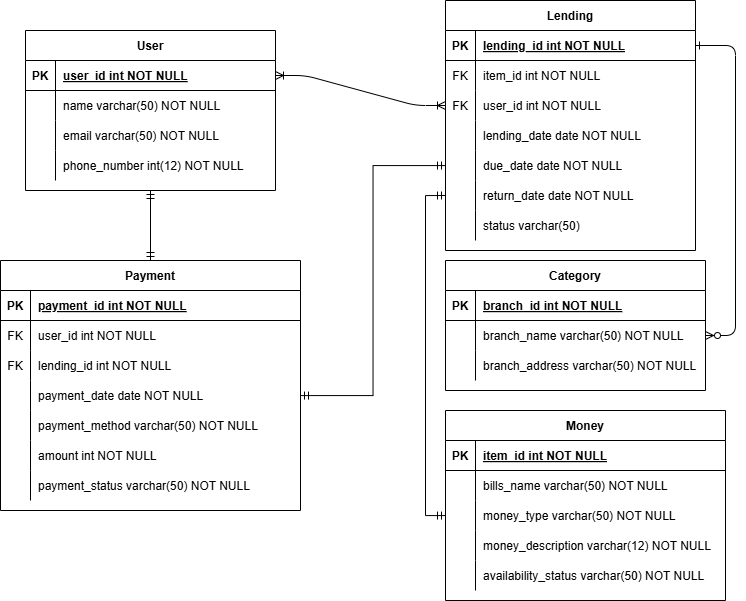 User
PK user_id int NOT NULL
name varchar(50) NOT NULL
email varchar(50) NOT NULL
phone_number int(12) NOT NULL
Lending
PK lending_id int NOT NULL
FK item_id int NOT NULL
FK user_id int NOT NULL
lending_date date NOT NULL
due_date date NOT NULL
return_date date NOT NULL
status varchar(50)
Payment
PK payment_id int NOT NULL
FK user_id int NOT NULL
FK lending_id int NOT NULL
payment_date date NOT NULL
payment_method varchar(50) NOT NULL
amount int NOT NULL
payment_status varchar(50) NOT NULL
Category
PK branch_id int NOT NULL
branch_name varchar(50) NOT NULL
branch_address varchar(50) NOT NULL
Money
PK item_id int NOT NULL
bills_name varchar(50) NOT NULL
money_type varchar(50) NOT NULL
money_description varchar(12) NOT NULL
availability_status varchar(50) NOT NULL